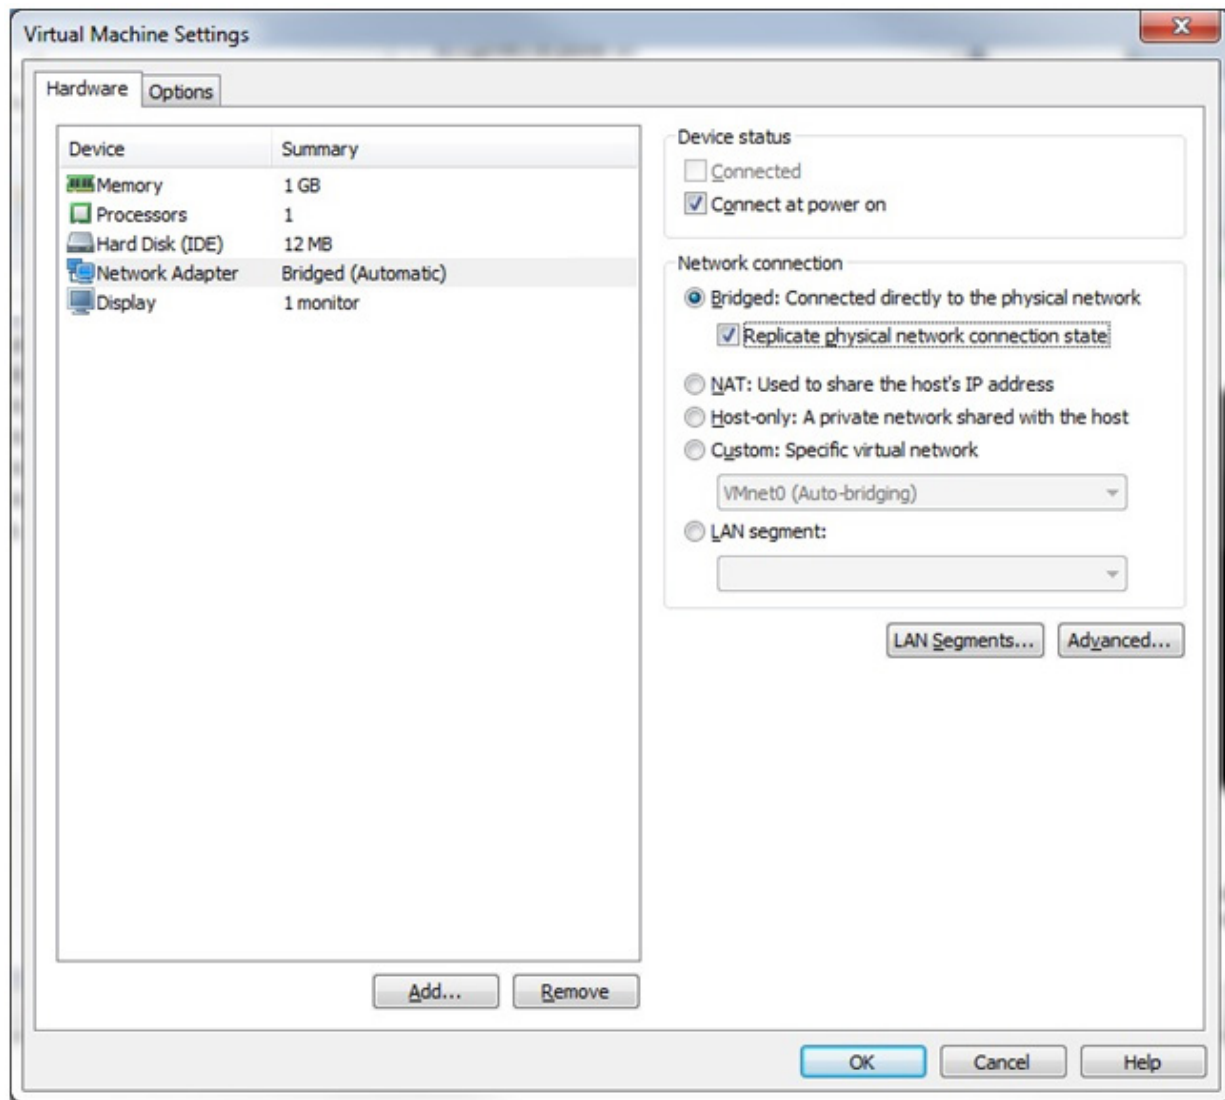 Virtual Machine Settings
Hardware
Options
Device Summary
Memory 1 GB
Processors 1
Hard Disk (IDE) 12 MB
Network Adapter Bridged (Automatic)
Display 1 monitor
Add...
Remove
Device status
Connected
Connect at power on
Network connection
Bridged: Connected directly to the physical network
Replicate physical network connection state
NAT: Used to share the host's IP address
Host-only: A private network shared with the host
Custom: Specific virtual network
VMnet0 (Auto-bridging)
LAN segment:
LAN Segments...
Advanced...
OK
Cancel
Help